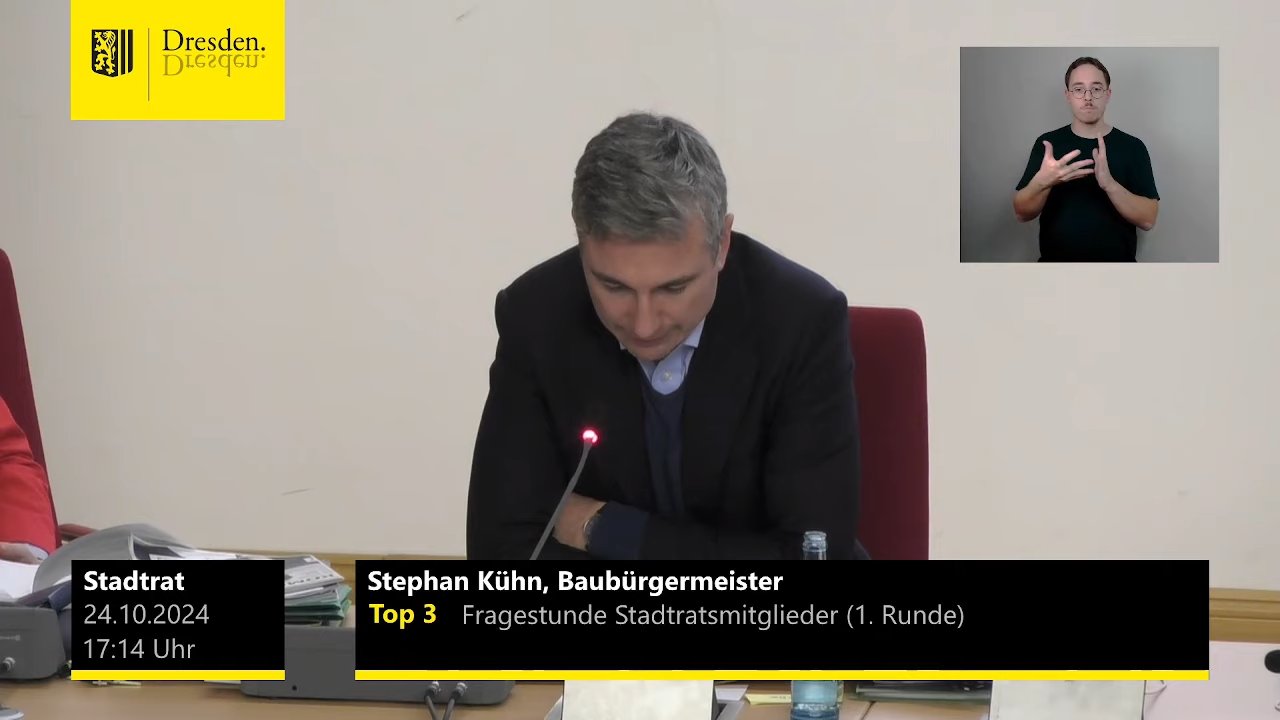 Dresden.
Dresden.
Stadtrat
24.10.2024
17:14 Uhr
Stephan Kühn, Baubürgermeister
Top 3 Fragestunde Stadtratsmitglieder (1. Runde)